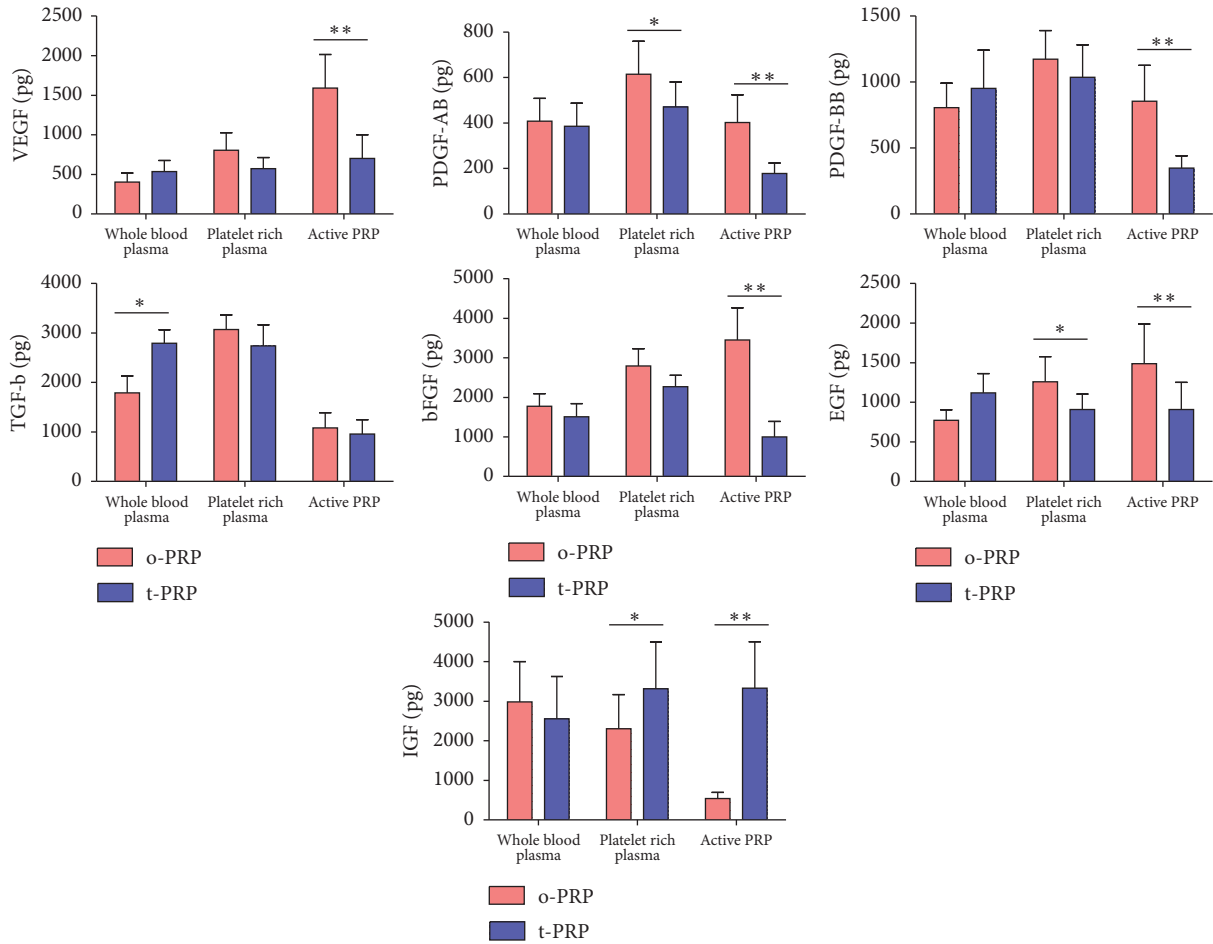 VEGF (pg)
2500
2000
1500
1000
500
0
**
Whole blood
plasma
Platelet rich
plasma
Active PRP
PDGF-AB (pg)
800
600
400
200
0
*
**
Whole blood
plasma
Platelet rich
plasma
Active PRP
PDGF-BB (pg)
1500
1000
500
0
**
Whole blood
plasma
Platelet rich
plasma
Active PRP
TGF-b (pg)
4000
3000
2000
1000
0
*
Whole blood
plasma
Platelet rich
plasma
Active PRP
o-PRP
t-PRP
bFGF (pg)
5000
4000
3000
2000
1000
0
**
Whole blood
plasma
Platelet rich
plasma
Active PRP
o-PRP
t-PRP
EGF (pg)
2500
2000
1500
1000
500
0
*
**
Whole blood
plasma
Platelet rich
plasma
Active PRP
o-PRP
t-PRP
IGF (pg)
5000
4000
3000
2000
1000
0
*
**
Whole blood
plasma
Platelet rich
plasma
Active PRP
o-PRP
t-PRP